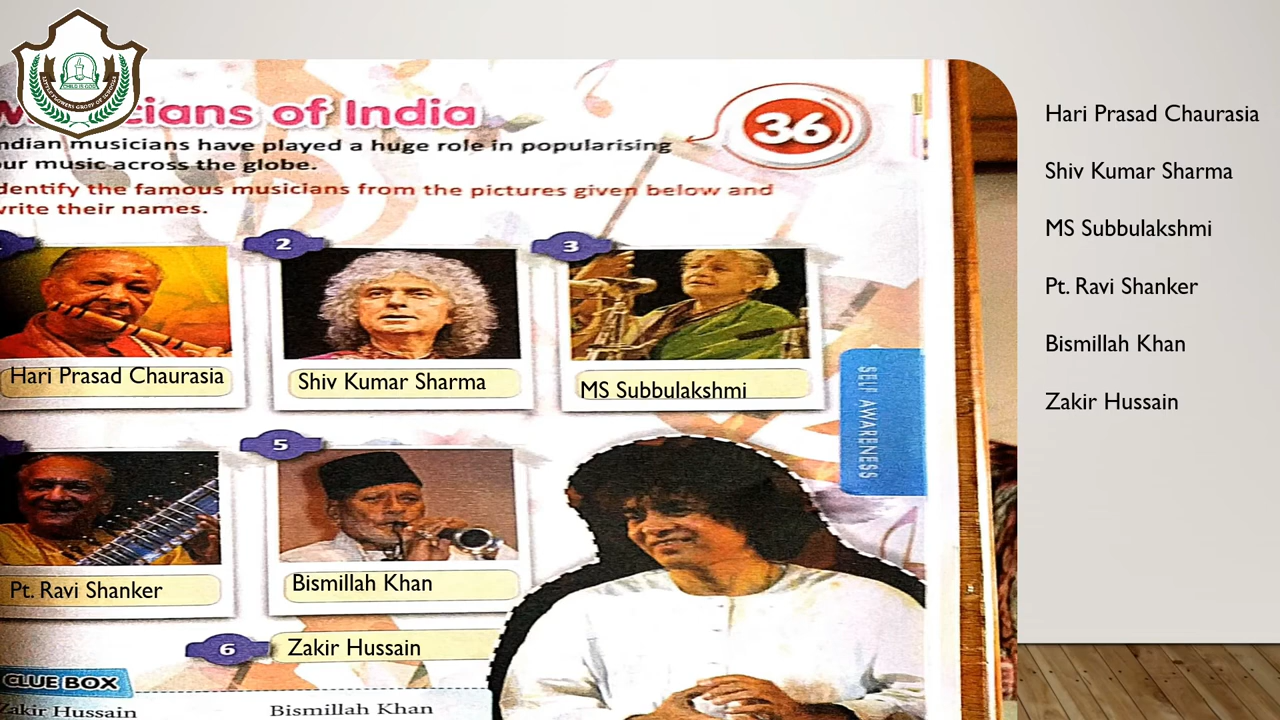 cians of India
36
ndian musicians have played a huge role in popularising
our music across the globe.
dentify the famous musicians from the pictures given below and
write their names.
2
3
Hari Prasad Chaurasia
Shiv Kumar Sharma
MS Subbulakshmi
SELF AWARENESS
5
Pt. Ravi Shanker
Bismillah Khan
6
Zakir Hussain
CLUE BOX
Zakir Hussain
Bismillah Khan
Hari Prasad Chaurasia
Shiv Kumar Sharma
MS Subbulakshmi
Pt. Ravi Shanker
Bismillah Khan
Zakir Hussain